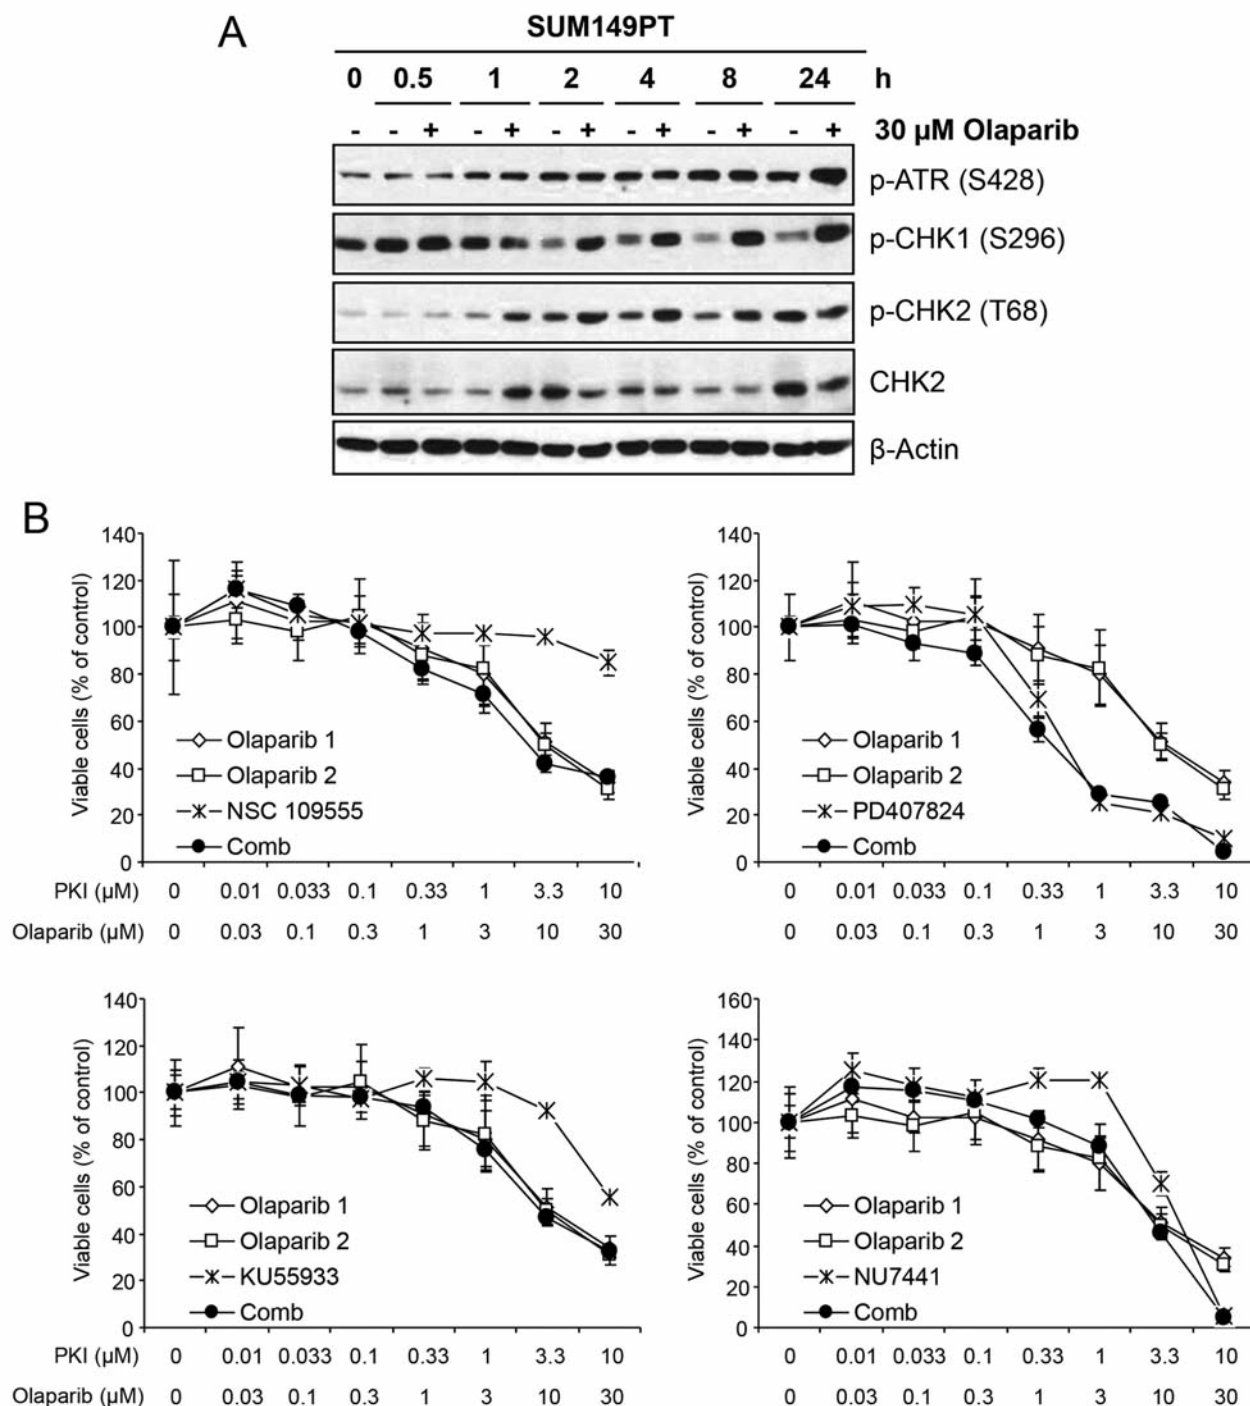 A
SUM149PT
0 0.5 1 2 4 8 24 h
- - + - + - + - + - + - + 30 µM Olaparib
p-ATR (S428)
p-CHK1 (S296)
p-CHK2 (T68)
CHK2
β-Actin
B
140
120
100
80
60
40
20
0
Viable cells (% of control)
Olaparib 1
Olaparib 2
NSC 109555
Comb
PKI (µM) 0 0.01 0.033 0.1 0.33 1 3.3 10
Olaparib (µM) 0 0.03 0.1 0.3 1 3 10 30
140
120
100
80
60
40
20
0
Viable cells (% of control)
Olaparib 1
Olaparib 2
PD407824
Comb
0 0.01 0.033 0.1 0.33 1 3.3 10
0 0.03 0.1 0.3 1 3 10 30
140
120
100
80
60
40
20
0
Viable cells (% of control)
Olaparib 1
Olaparib 2
KU55933
Comb
PKI (µM) 0 0.01 0.033 0.1 0.33 1 3.3 10
Olaparib (µM) 0 0.03 0.1 0.3 1 3 10 30
160
140
120
100
80
60
40
20
0
Viable cells (% of control)
Olaparib 1
Olaparib 2
NU7441
Comb
0 0.01 0.033 0.1 0.33 1 3.3 10
0 0.03 0.1 0.3 1 3 10 30